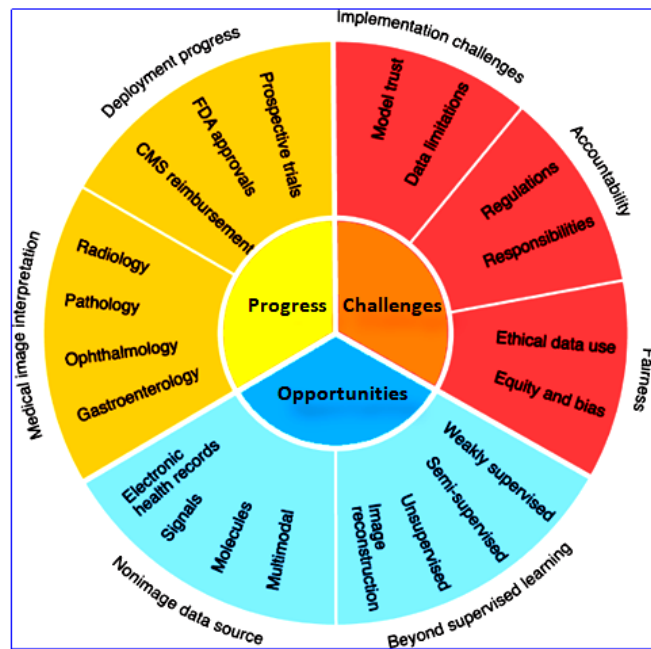 Deployment progress
Prospective trials
FDA approvals
CMS reimbursement
Medical image interpretation
Radiology
Pathology
Ophthalmology
Gastroenterology
Progress
Implementation challenges
Model trust
Data limitations
Accountability
Regulations
Responsibilities
Fairness
Ethical data use
Equity and bias
Challenges
Opportunities
Nonimage data source
Electronic
health records
Signals
Molecules
Multimodal
Beyond supervised learning
Image
reconstruction
Unsupervised
Semi-supervised
Weakly supervised